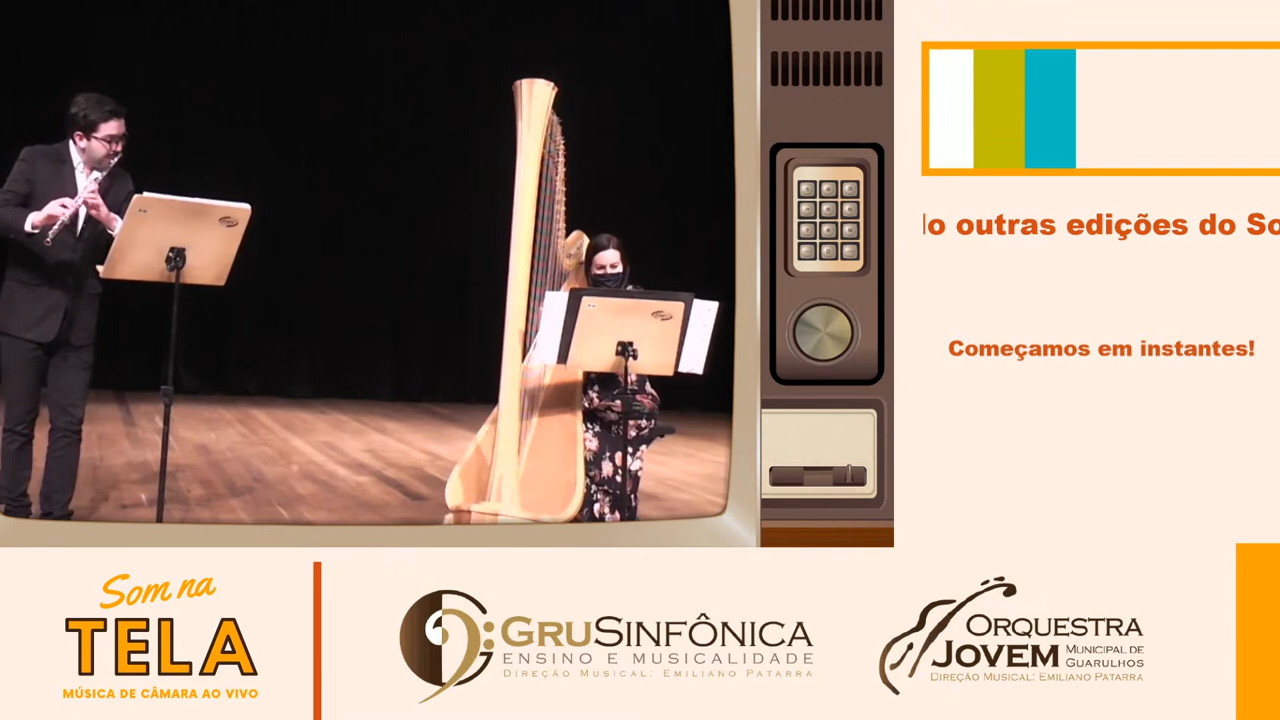 do outras edições do So
Começamos em instantes!
Som na
TELA
MÚSICA DE CÂMARA AO VIVO
GRUSINFÔNICA
ENSINO E MUSICALIDADE
DIREÇÃO MUSICAL: EMILIANO PATARRA
ORQUESTRA
JOVEM MUNICIPAL DE
GUARULHOS
DIREÇÃO MUSICAL: EMILIANO PATARRA